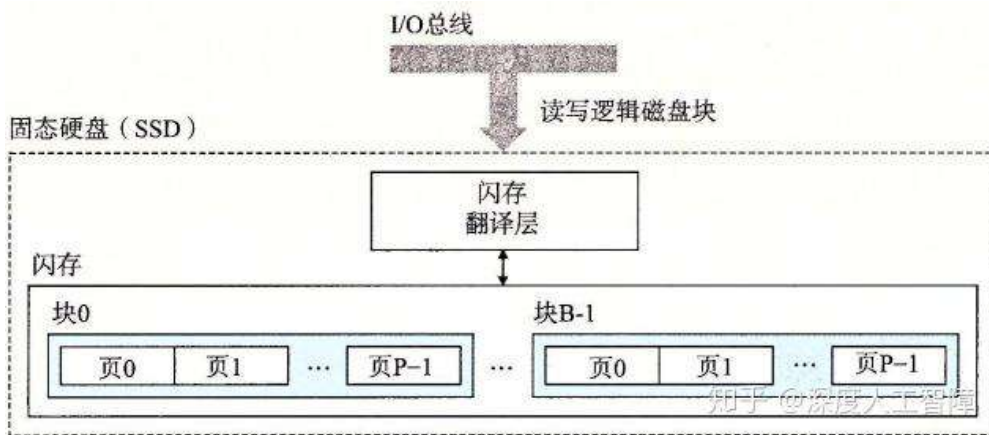 I/O总线
读写逻辑磁盘块
固态硬盘（SSD）
闪存
翻译层
闪存
块0
块B-1
页0 页1 … 页P-1 … 页0 页1 … 页P-1
知乎 @深度人工智障